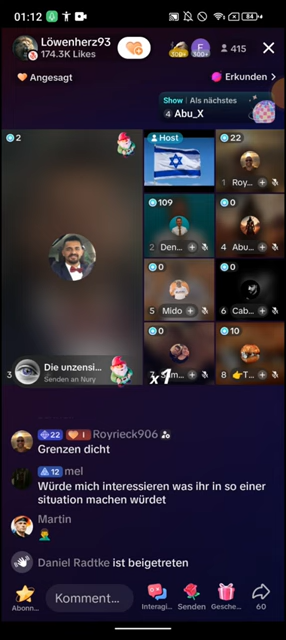 01:12
84
Löwenherz93
174.3K Likes
300+
300+
415
Angesagt
Erkunden >
Show | Als nächstes
4 Abu_X
2
Host
22
1 Roy...
109
0
2 Den...
4 Abu...
0
0
5 Mido
6 Cab...
0
10
3 Die unzensi...
Senden an Nury
x1
8 👉T...
22 I Royrieck906
Grenzen dicht
12 mel
Würde mich interessieren was ihr in so einer
situation machen würdet
Martin
🤦‍♂️
Daniel Radtke ist beigetreten
Abonn...
Komment...
Interagi...
Senden
Gesche...
60